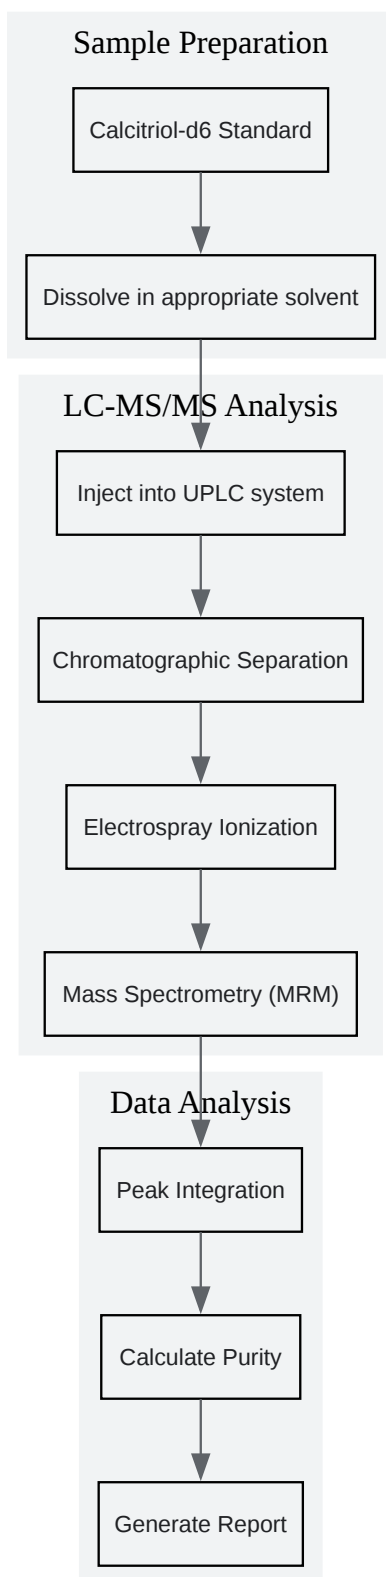 Sample Preparation
Calcitriol-d6 Standard
Dissolve in appropriate solvent
LC-MS/MS Analysis
Inject into UPLC system
Chromatographic Separation
Electrospray Ionization
Mass Spectrometry (MRM)
Data Analysis
Peak Integration
Calculate Purity
Generate Report